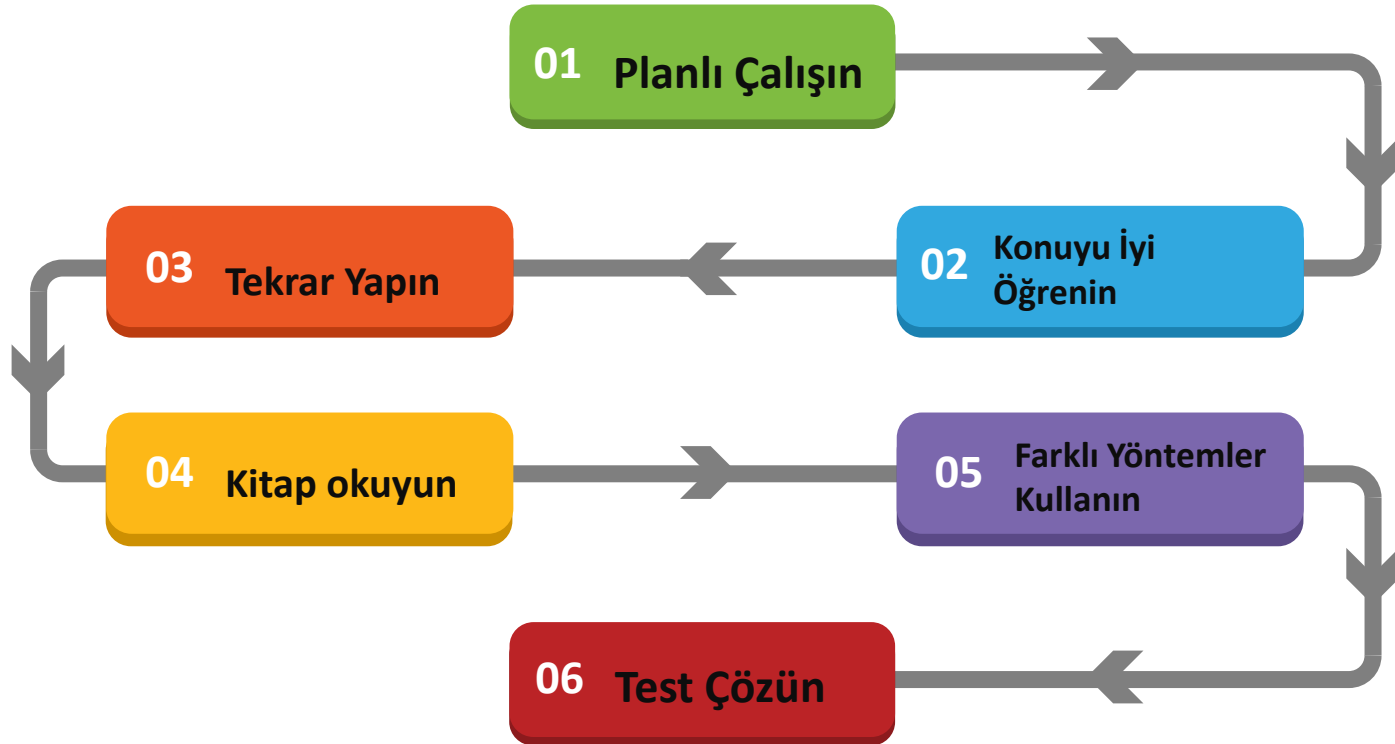 01 Planlı Çalışın
02 Konuyu İyi
Öğrenin
03 Tekrar Yapın
04 Kitap okuyun
05 Farklı Yöntemler
Kullanın
06 Test Çözün